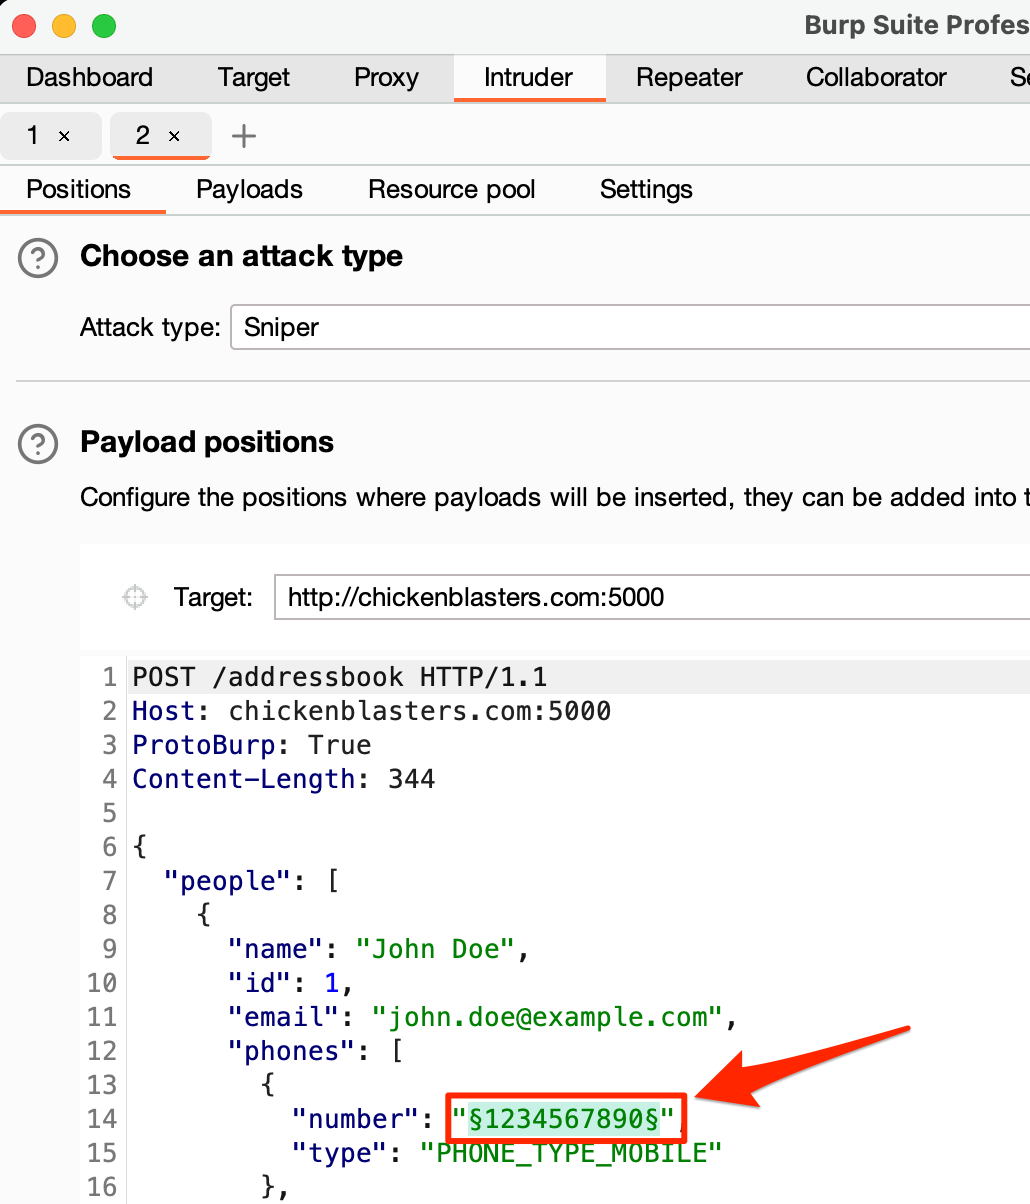 Burp Suite Profes
Dashboard Target Proxy Intruder Repeater Collaborator Se
1 × 2 × +
Positions Payloads Resource pool Settings
? Choose an attack type
Attack type: Sniper
? Payload positions
Configure the positions where payloads will be inserted, they can be added into t
Target: http://chickenblasters.com:5000
1 POST /addressbook HTTP/1.1
2 Host: chickenblasters.com:5000
3 ProtoBurp: True
4 Content-Length: 344
5
6 {
7 "people": [
8 {
9 "name": "John Doe",
10 "id": 1,
11 "email": "john.doe@example.com",
12 "phones": [
13 {
14 "number": "§1234567890§",
15 "type": "PHONE_TYPE_MOBILE"
16 },